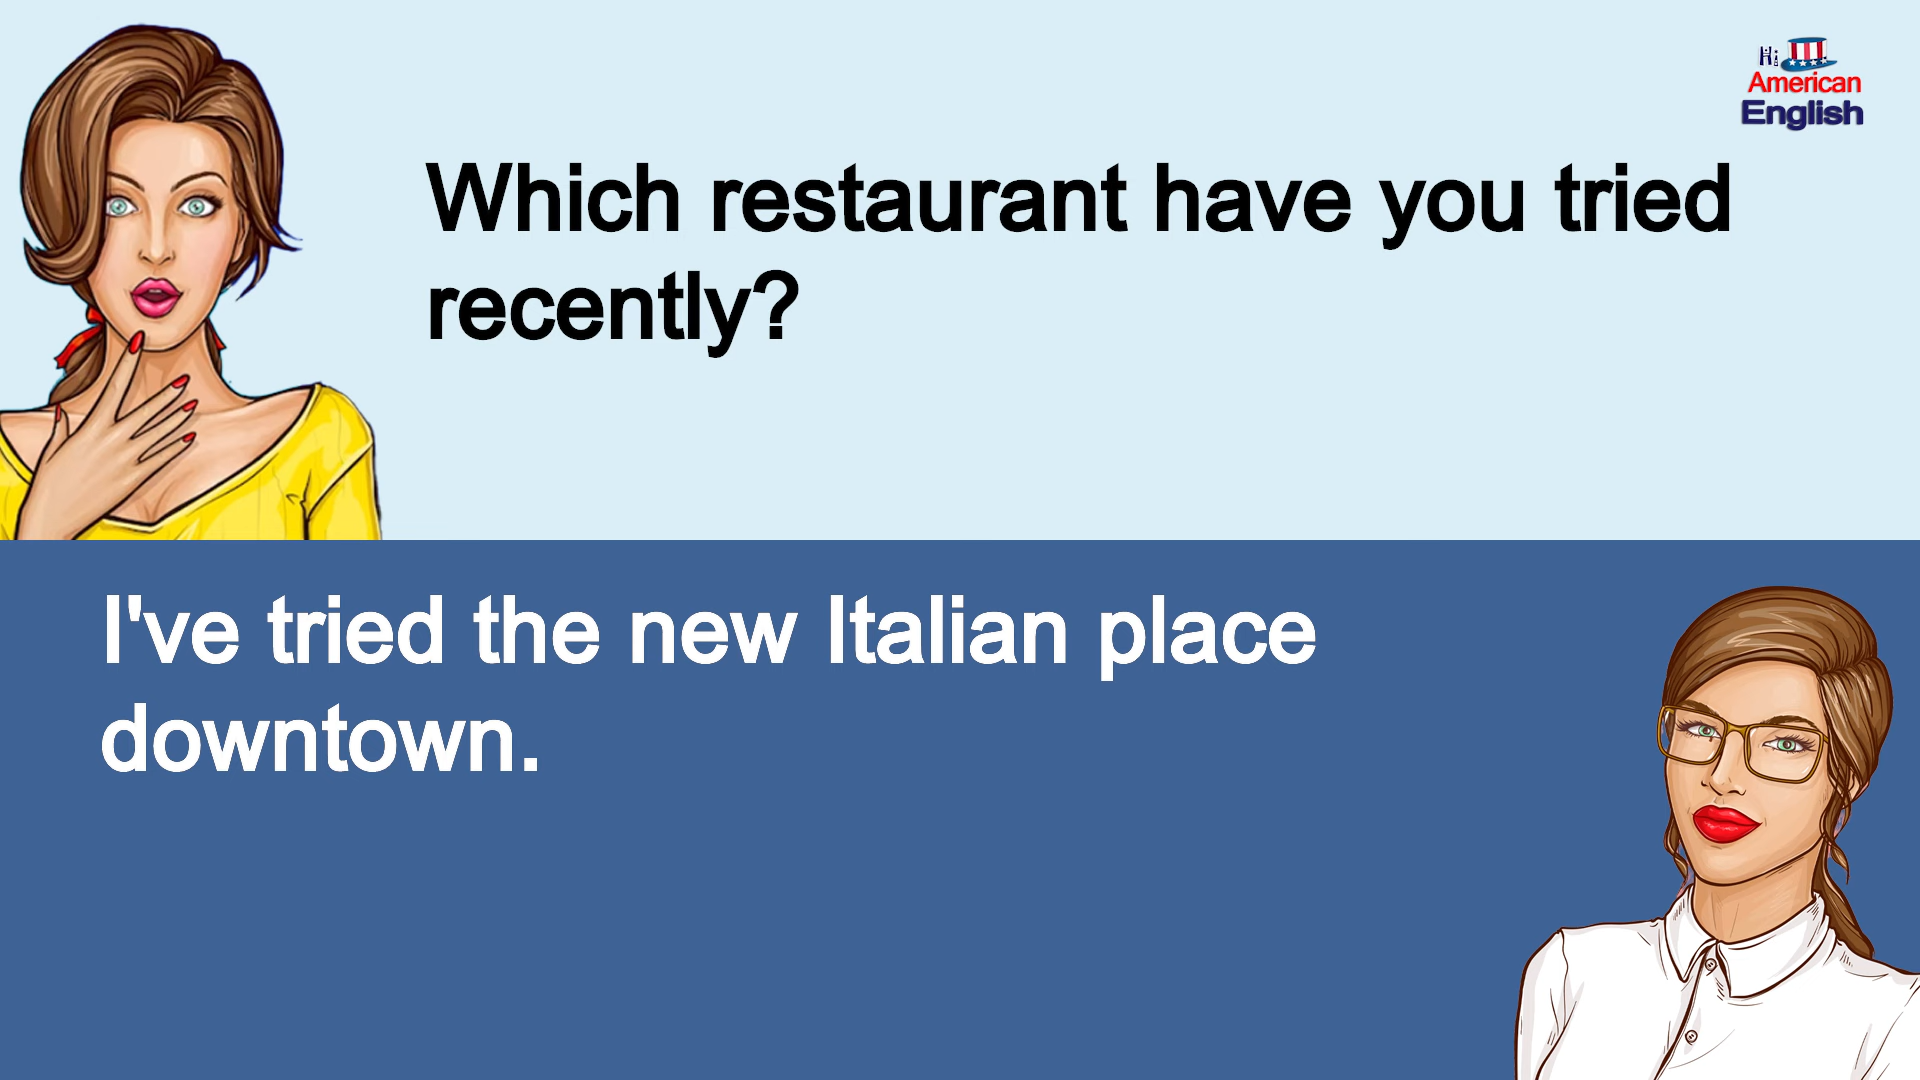 Hi
American
English
Which restaurant have you tried
recently?
I've tried the new Italian place
downtown.